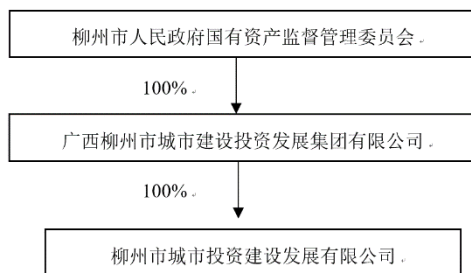 柳州市人民政府国有资产监督管理委员会
100%
广西柳州市城市建设投资发展集团有限公司
100%
柳州市城市投资建设发展有限公司